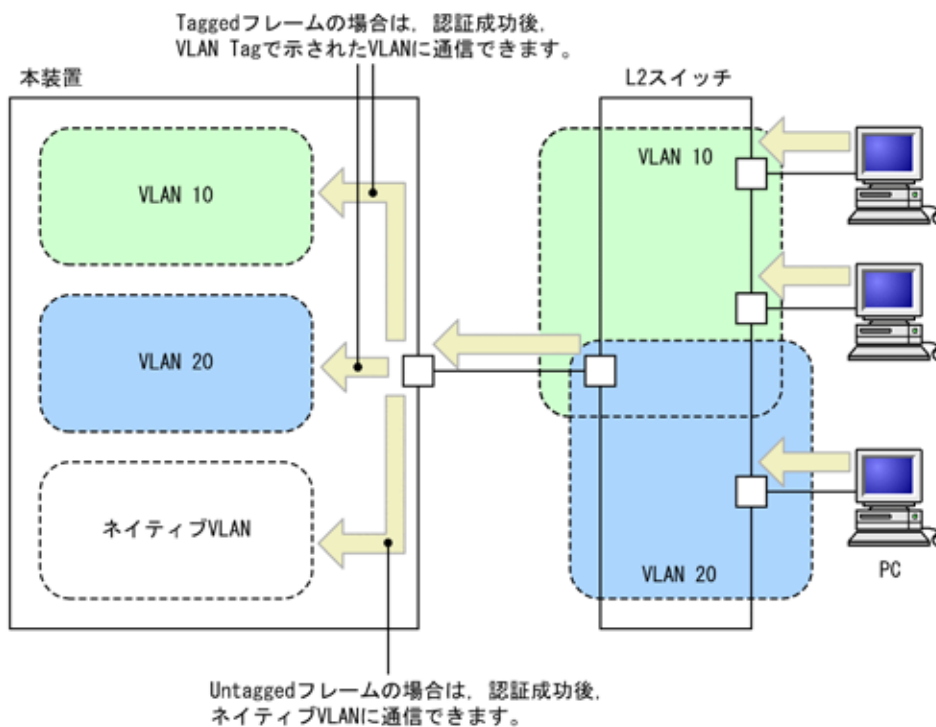 Taggedフレームの場合は，認証成功後，
VLAN Tagで示されたVLANに通信できます。
本装置
L2スイッチ
VLAN 10
VLAN 10
VLAN 20
ネイティブVLAN
VLAN 20
PC
Untaggedフレームの場合は，認証成功後，
ネイティブVLANに通信できます。